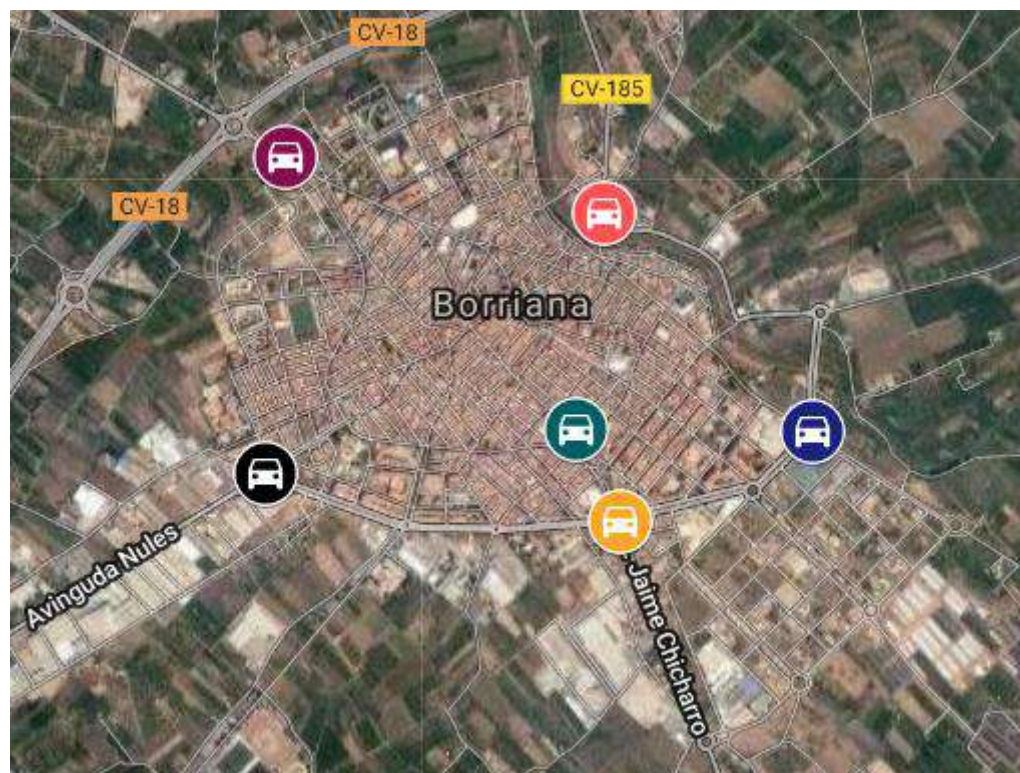 CV-18
CV-185
CV-18
Borriana
Avinguda Nules
Jaime Chicharro